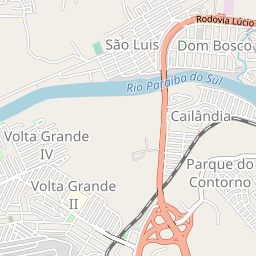 Rodovia Lúcio
São Luis
Dom Bosco
Rio Paraíba do Sul
Cailândia
Volta Grande
IV
Parque do
Contorno
Volta Grande
II